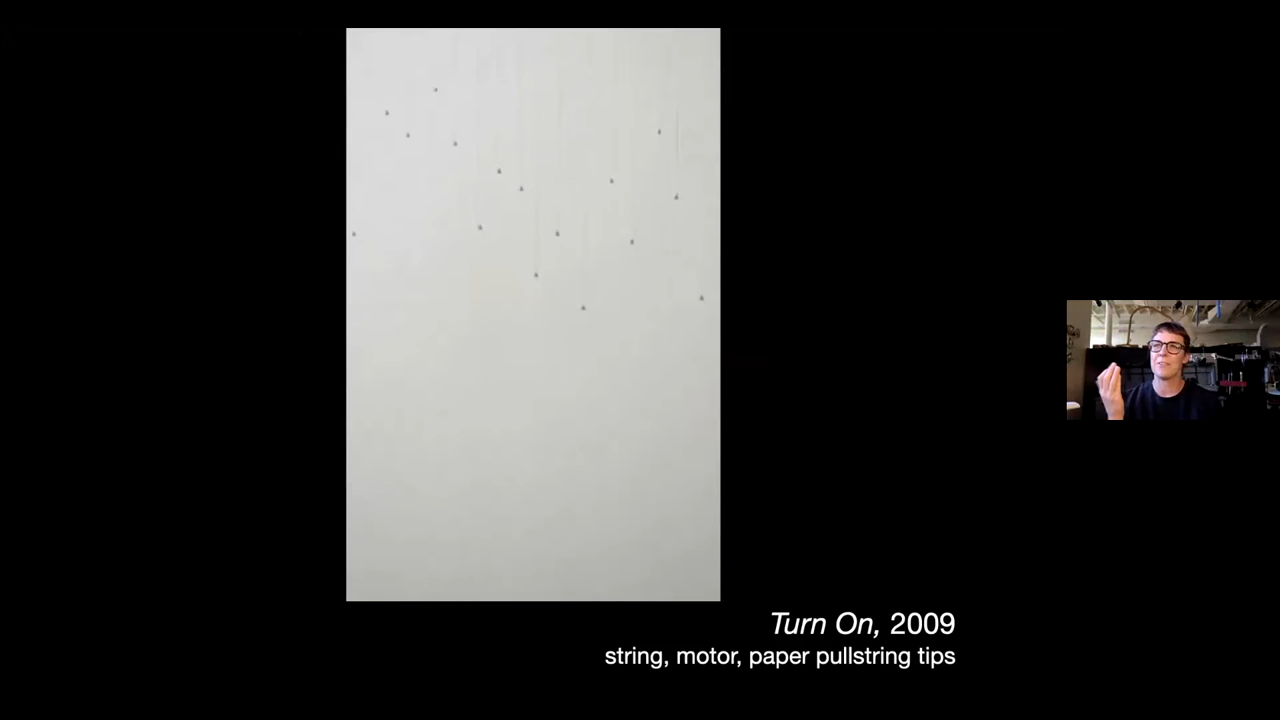 Turn On, 2009
string, motor, paper pullstring tips